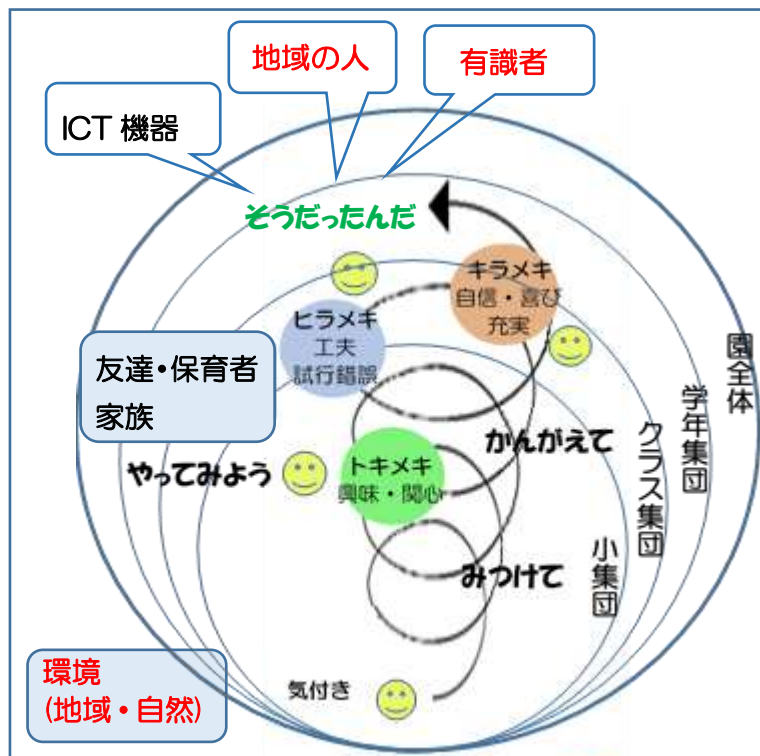 地域の人
有識者
ICT 機器
そうだったんだ
キラメキ
自信・喜び
充実
ヒラメキ
工夫
試行錯誤
友達・保育者
家族
園全体
学年集団
クラス集団
小集団
かんがえて
トキメキ
興味・関心
やってみよう
みつけて
環境
(地域・自然)
気付き